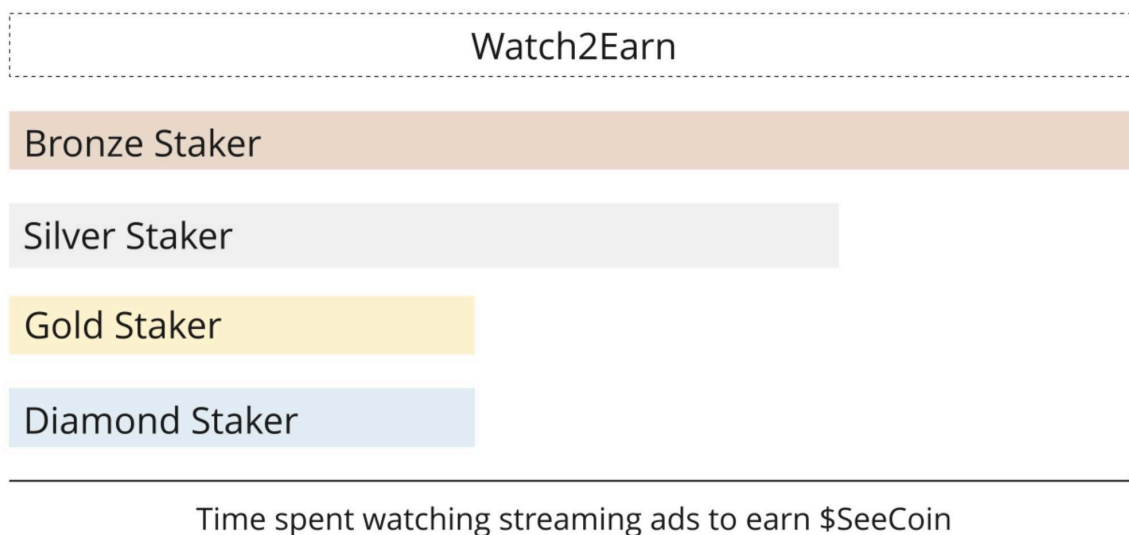 Watch2Earn
Bronze Staker
Silver Staker
Gold Staker
Diamond Staker
Time spent watching streaming ads to earn $SeeCoin